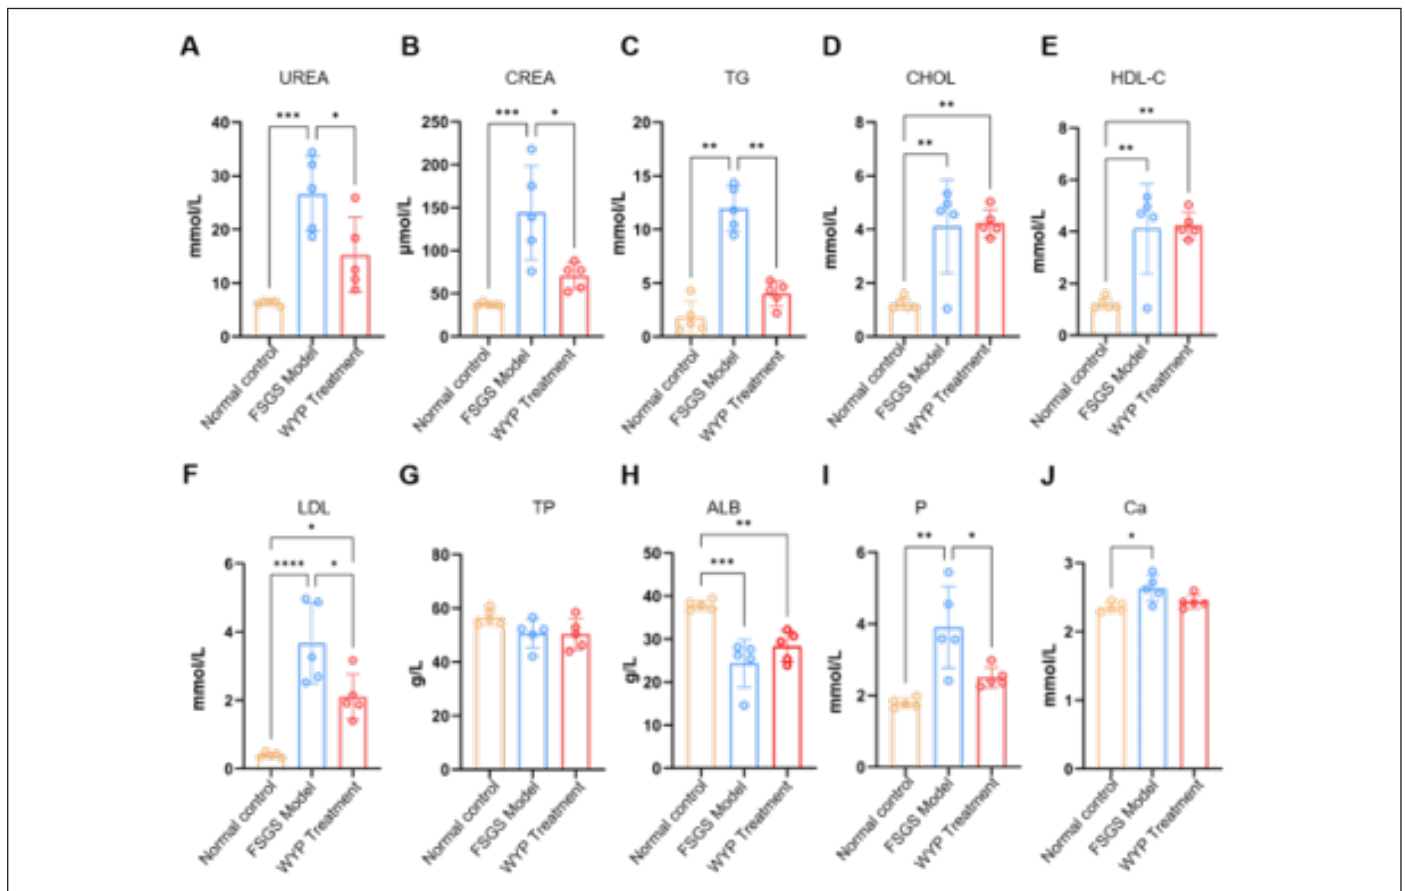 A
UREA
mmol/L
40
30
20
10
0
***
*
Normal control
FSGS Model
WYP Treatment
B
CREA
μmol/L
250
200
150
100
50
0
***
*
Normal control
FSGS Model
WYP Treatment
C
TG
mmol/L
20
15
10
5
0
**
**
Normal control
FSGS Model
WYP Treatment
D
CHOL
mmol/L
8
6
4
2
0
**
**
Normal control
FSGS Model
WYP Treatment
E
HDL-C
mmol/L
8
6
4
2
0
**
**
Normal control
FSGS Model
WYP Treatment
F
LDL
mmol/L
6
4
2
0
*
****
*
Normal control
FSGS Model
WYP Treatment
G
TP
g/L
80
60
40
20
0
Normal control
FSGS Model
WYP Treatment
H
ALB
g/L
50
40
30
20
10
0
**
***
Normal control
FSGS Model
WYP Treatment
I
P
mmol/L
6
4
2
0
**
*
Normal control
FSGS Model
WYP Treatment
J
Ca
mmol/L
3
2
1
0
*
Normal control
FSGS Model
WYP Treatment